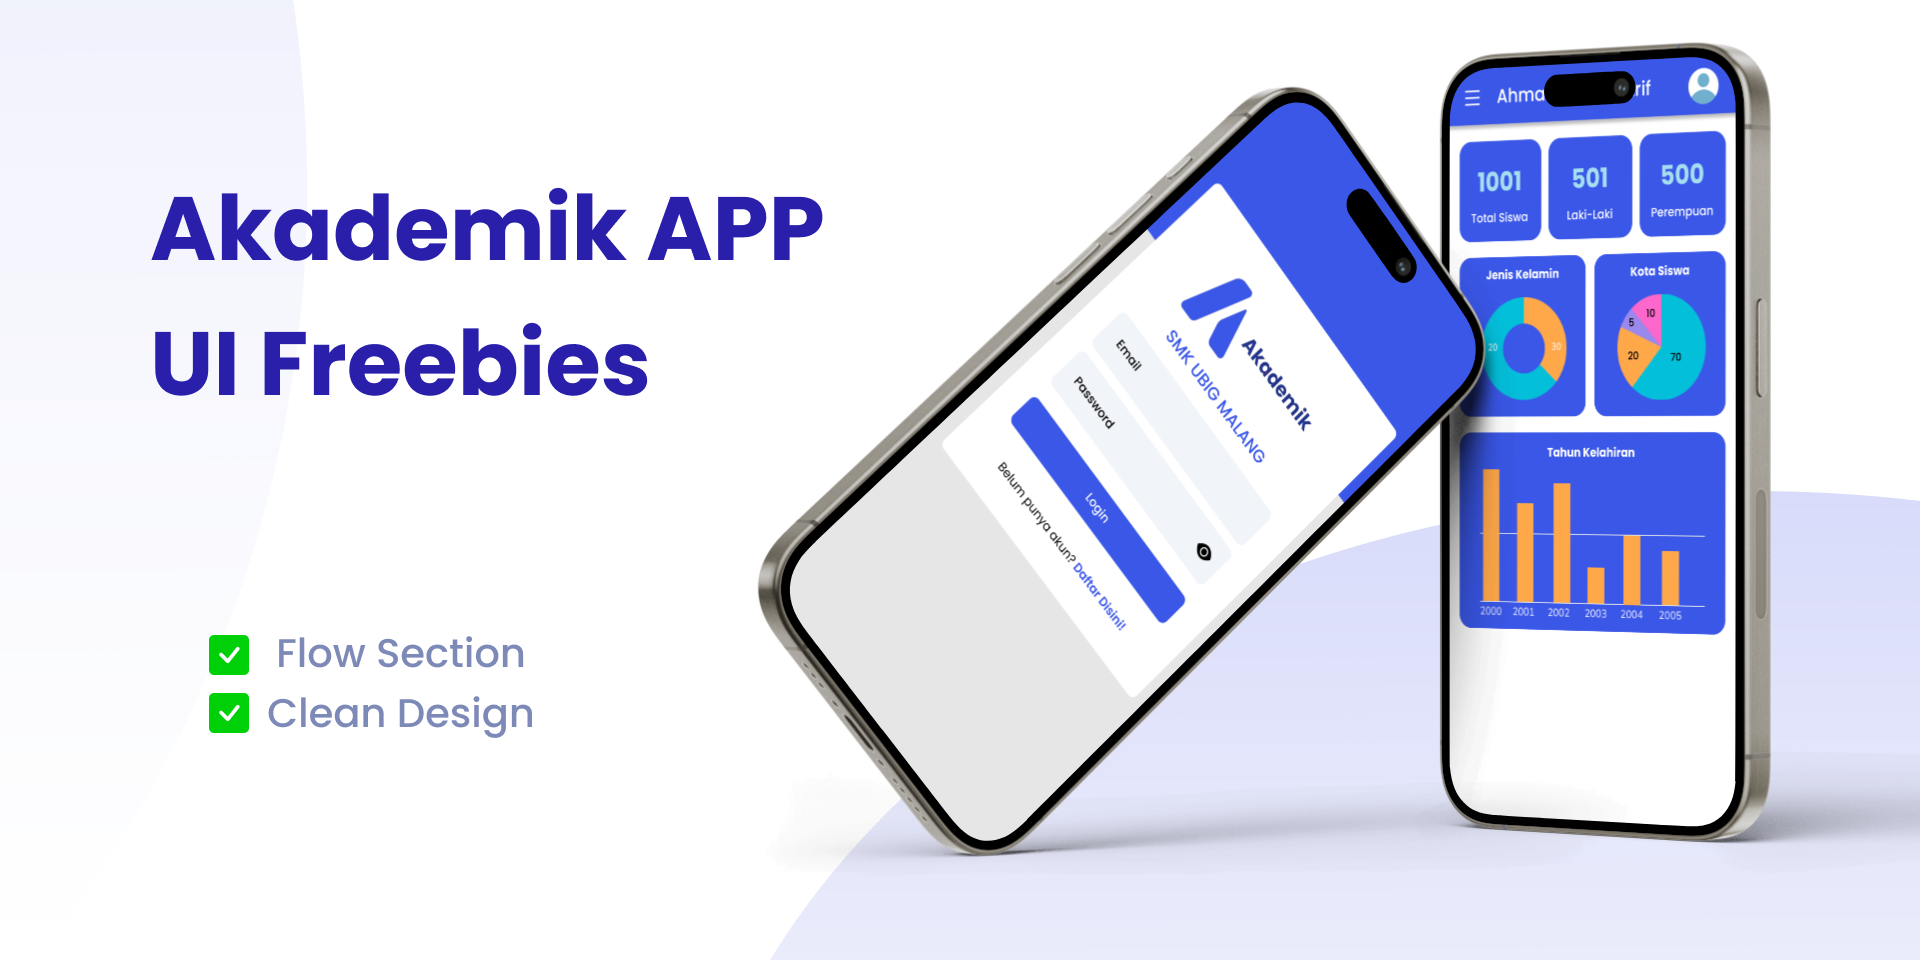 Akademik APP
UI Freebies
Flow Section
Clean Design
Akademik
SMK UBIG MALANG
Email
Password
Login
Belum punya akun? Daftar Disini!
1001
Total Siswa
501
Laki-Laki
500
Perempuan
Jenis Kelamin
20
30
Kota Siswa
10
5
20
70
Tahun Kelahiran
2000 2001 2002 2003 2004 2005